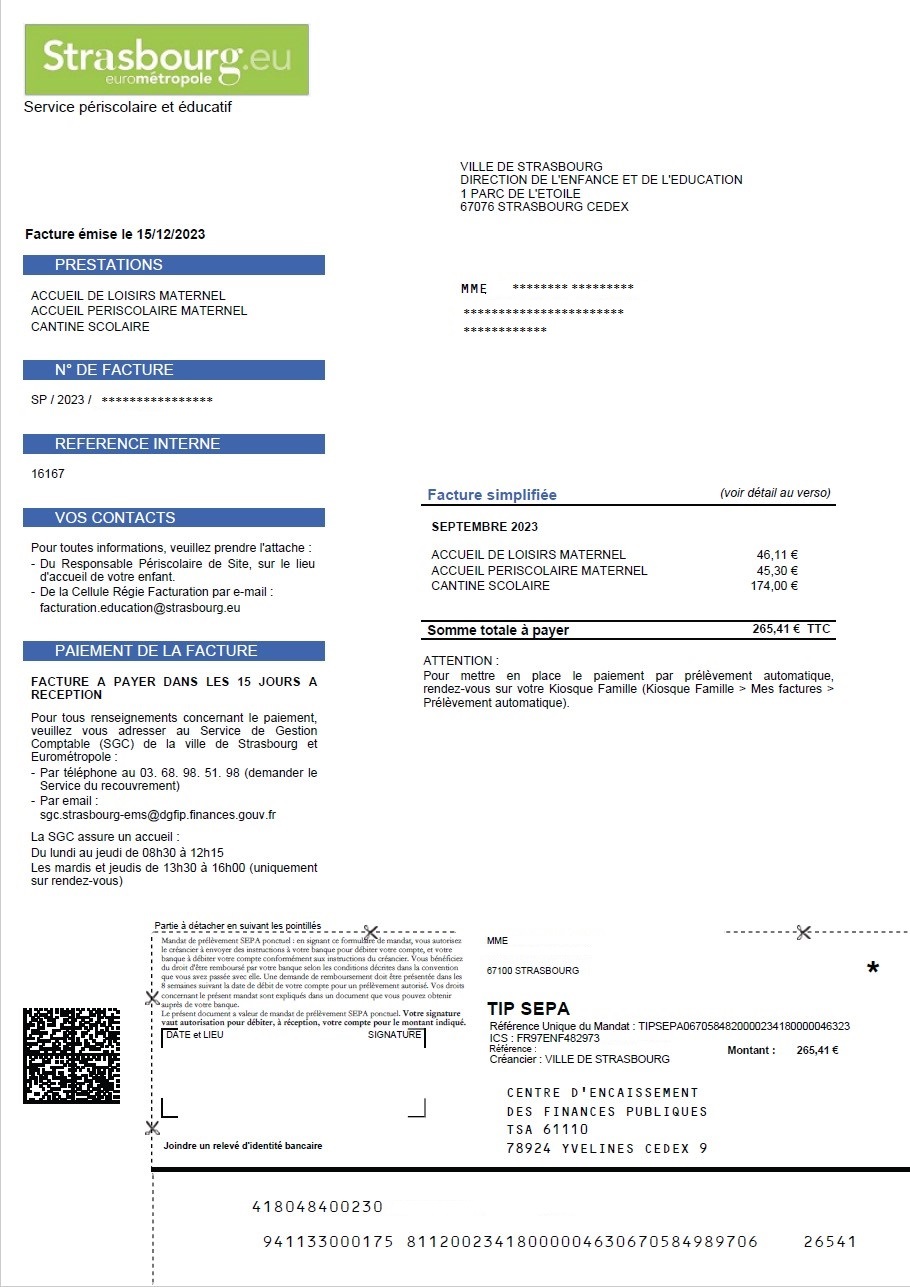 Strasbourg.eu
eurométropole
Service périscolaire et éducatif
VILLE DE STRASBOURG
DIRECTION DE L'ENFANCE ET DE L'EDUCATION
1 PARC DE L'ETOILE
67076 STRASBOURG CEDEX
Facture émise le 15/12/2023
PRESTATIONS
ACCUEIL DE LOISIRS MATERNEL
ACCUEIL PERISCOLAIRE MATERNEL
CANTINE SCOLAIRE
MME ******** *********
***********************
************
N° DE FACTURE
SP / 2023 / ****************
REFERENCE INTERNE
16167
VOS CONTACTS
Pour toutes informations, veuillez prendre l'attache :
- Du Responsable Périscolaire de Site, sur le lieu
d'accueil de votre enfant.
- De la Cellule Régie Facturation par e-mail :
facturation.education@strasbourg.eu
Facture simplifiée (voir détail au verso)
SEPTEMBRE 2023
ACCUEIL DE LOISIRS MATERNEL 46,11 €
ACCUEIL PERISCOLAIRE MATERNEL 45,30 €
CANTINE SCOLAIRE 174,00 €
Somme totale à payer 265,41 € TTC
ATTENTION :
Pour mettre en place le paiement par prélèvement automatique,
rendez-vous sur votre Kiosque Famille (Kiosque Famille > Mes factures >
Prélèvement automatique).
PAIEMENT DE LA FACTURE
FACTURE A PAYER DANS LES 15 JOURS A
RECEPTION
Pour tous renseignements concernant le paiement,
veuillez vous adresser au Service de Gestion
Comptable (SGC) de la ville de Strasbourg et
Eurométropole :
- Par téléphone au 03. 68. 98. 51. 98 (demander le
Service du recouvrement)
- Par email :
sgc.strasbourg-ems@dgfip.finances.gouv.fr
La SGC assure un accueil :
Du lundi au jeudi de 08h30 à 12h15
Les mardis et jeudis de 13h30 à 16h00 (uniquement
sur rendez-vous)
Partie à détacher en suivant les pointillés
Mandat de prélèvement SEPA ponctuel : en signant ce formulaire de mandat, vous autorisez
le créancier à envoyer des instructions à votre banque pour débiter votre compte, et votre
banque à débiter votre compte conformément aux instructions du créancier. Vous bénéficiez
du droit d'être remboursé par votre banque selon les conditions décrites dans la convention
que vous avez passée avec elle. Une demande de remboursement doit être présentée dans les
8 semaines suivant la date de débit de votre compte pour un prélèvement autorisé. Vos droits
concernant le présent mandat sont expliqués dans un document que vous pouvez obtenir
auprès de votre banque.
Le présent document a valeur de mandat de prélèvement SEPA ponctuel. Votre signature
vaut autorisation pour débiter, à réception, votre compte pour le montant indiqué.
DATE et LIEU SIGNATURE
Joindre un relevé d'identité bancaire
MME
67100 STRASBOURG
*
TIP SEPA
Référence Unique du Mandat : TIPSEPA0670584820000234180000046323
ICS : FR97ENF482973
Référence :
Créancier : VILLE DE STRASBOURG
Montant : 265,41 €
CENTRE D'ENCAISSEMENT
DES FINANCES PUBLIQUES
TSA 61110
78924 YVELINES CEDEX 9
418048400230
941133000175 81120023418000004630670584989706 26541